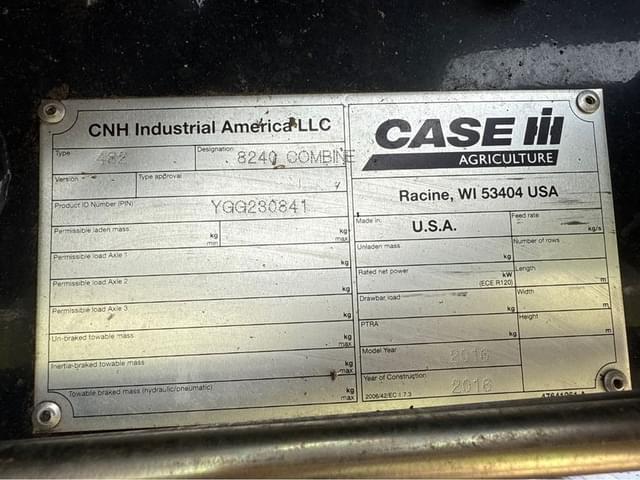 CNH Industrial America LLC
Type 482 Designation 8240 COMBINE
Version Type approval
Product ID Number (PIN) YGG230841
Permissible laden mass kg min kg max
Permissible load Axle 1 kg
Permissible load Axle 2 kg
Permissible load Axle 3 kg
Un-braked towable mass kg max
Inertia-braked towable mass kg max
Towable braked mass (hydraulic/pneumatic) kg max
CASE IH
AGRICULTURE
Racine, WI 53404 USA
Made in: U.S.A. Feed rate kg/s
Unladen mass kg Number of rows
Rated net power kW (ECE R120) Length m
Drawbar load kg Width m
PTRA kg Height m
Model Year 2016
Year of Construction 2016
2006/42/EC 1.7.3